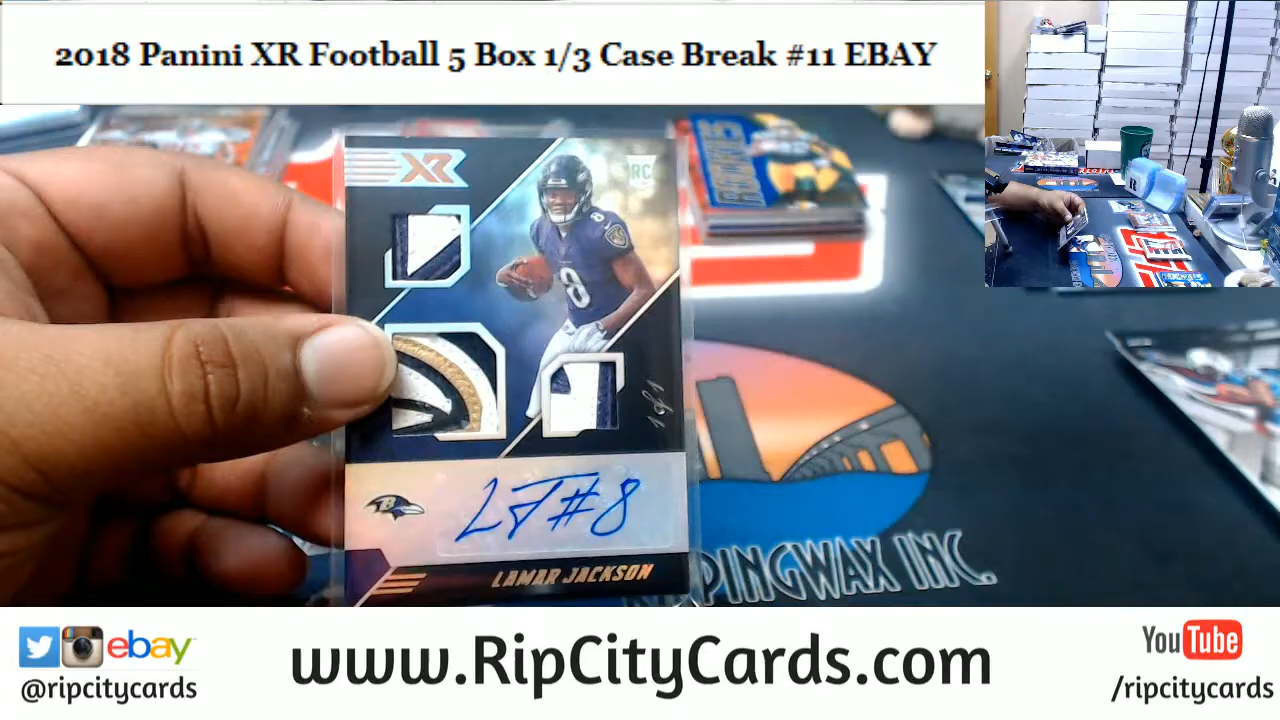 2018 Panini XR Football 5 Box 1/3 Case Break #11 EBAY
XR
RC
8
1 of 1
B
LJ #8
LAMAR JACKSON
PINGWAX INC.
ebay
@ripcitycards
www.RipCityCards.com
YouTube
/ripcitycards